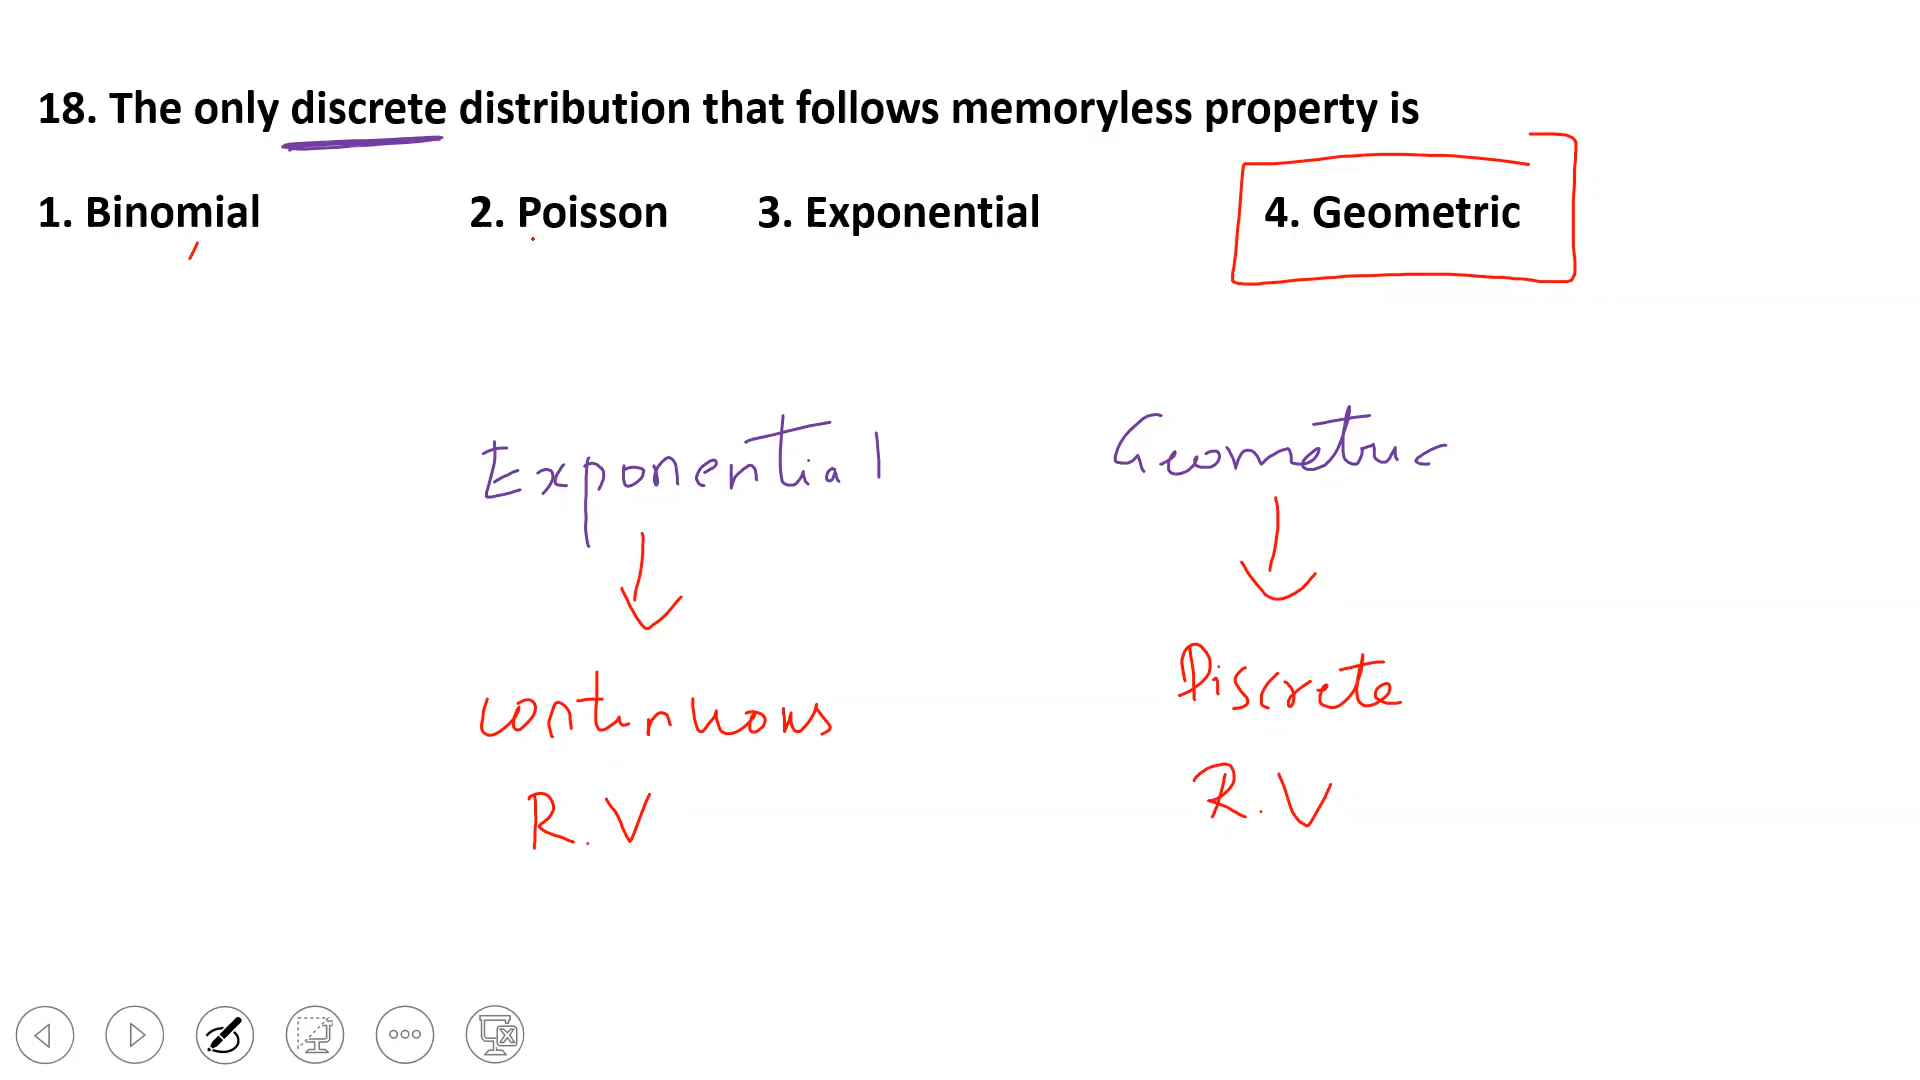 18. The only discrete distribution that follows memoryless property is
1. Binomial 2. Poisson 3. Exponential 4. Geometric
Exponential Geometric
continuous Discrete
R.V R.V